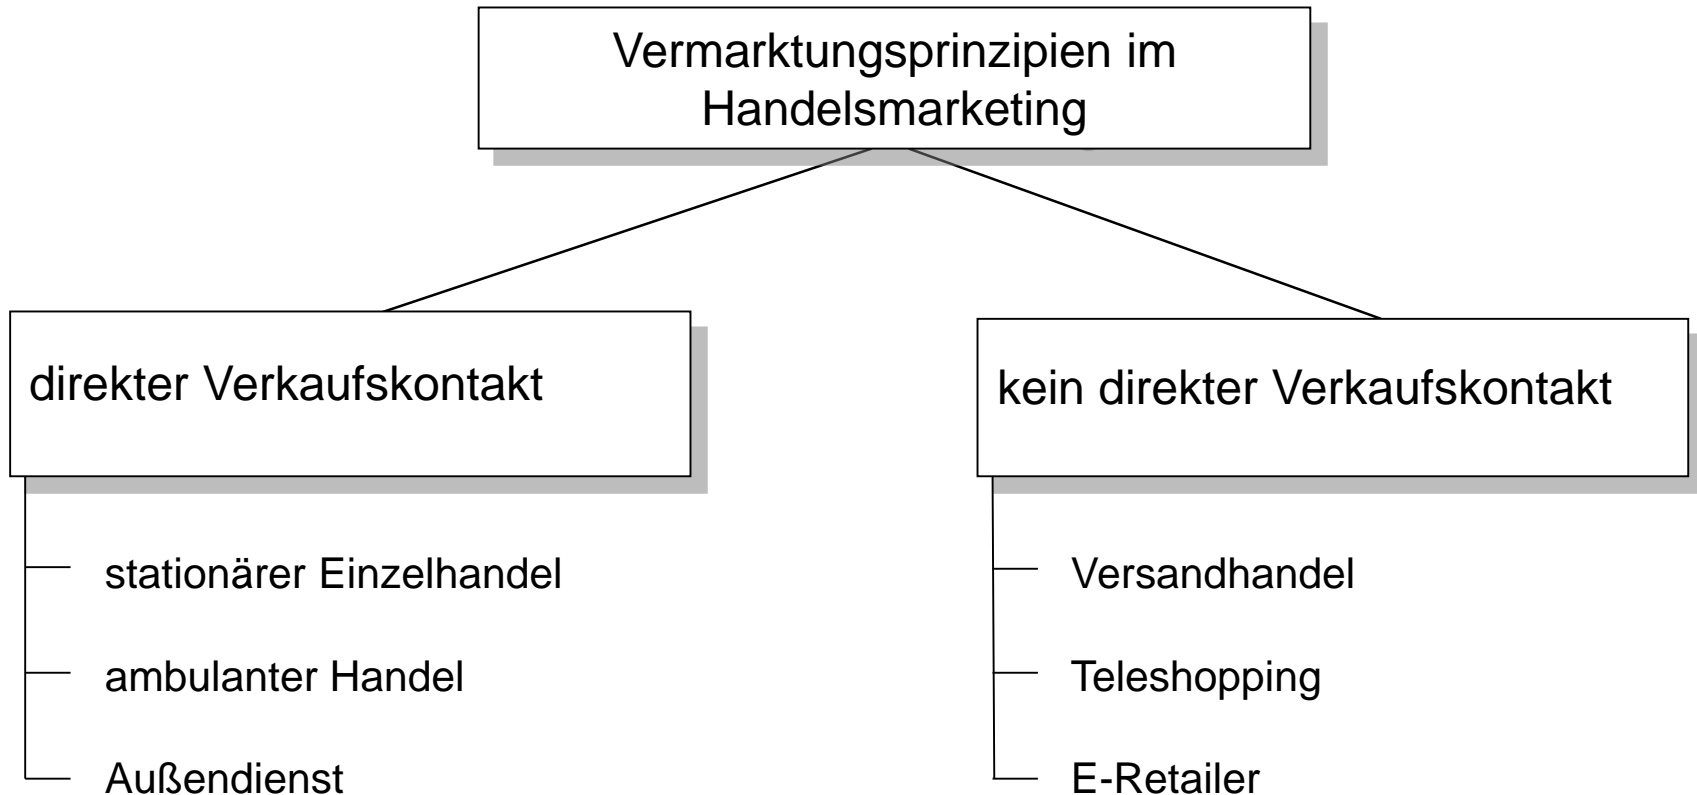 Vermarktungsprinzipien im
Handelsmarketing
direkter Verkaufskontakt
kein direkter Verkaufskontakt
stationärer Einzelhandel
ambulanter Handel
Außendienst
Versandhandel
Teleshopping
E-Retailer